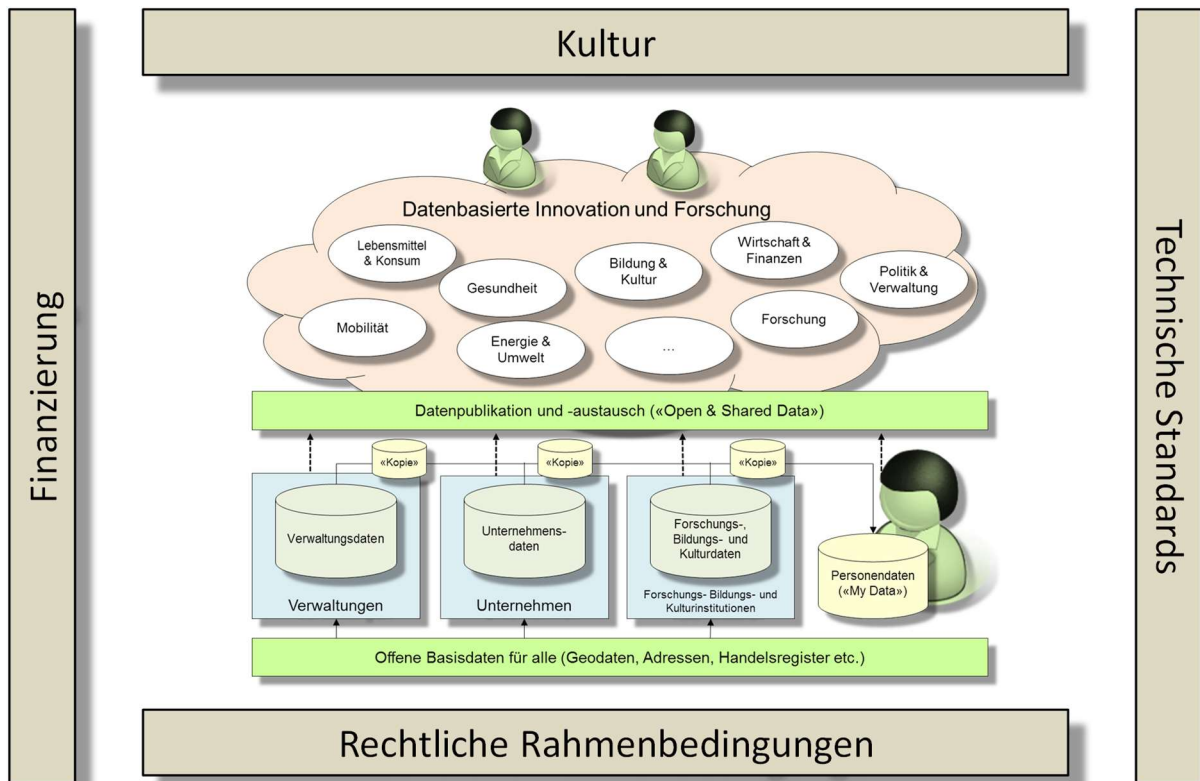 Kultur
Finanzierung
Technische Standards
Datenbasierte Innovation und Forschung
Lebensmittel
& Konsum
Gesundheit
Bildung &
Kultur
Wirtschaft &
Finanzen
Politik &
Verwaltung
Mobilität
Energie &
Umwelt
...
Forschung
Datenpublikation und -austausch («Open & Shared Data»)
«Kopie»
«Kopie»
«Kopie»
Verwaltungsdaten
Verwaltungen
Unternehmens-
daten
Unternehmen
Forschungs-,
Bildungs- und
Kulturdaten
Forschungs- Bildungs- und
Kulturinstitutionen
Personendaten
(«My Data»)
Offene Basisdaten für alle (Geodaten, Adressen, Handelsregister etc.)
Rechtliche Rahmenbedingungen